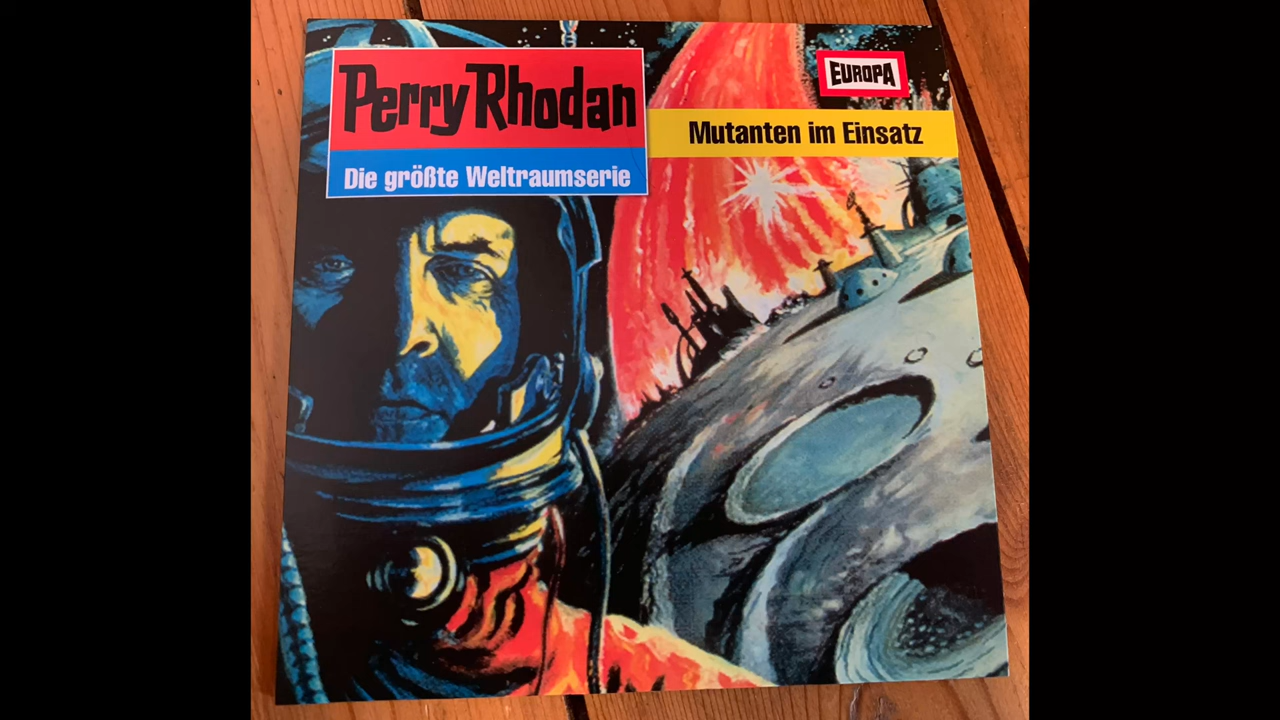 Perry Rhodan
Die größte Weltraumserie
EUROPA
Mutanten im Einsatz